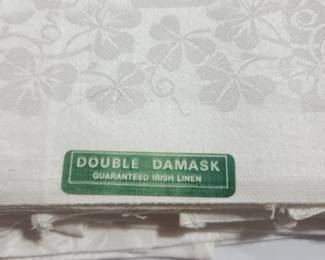 DOUBLE DAMASK
GUARANTEED IRISH LINEN